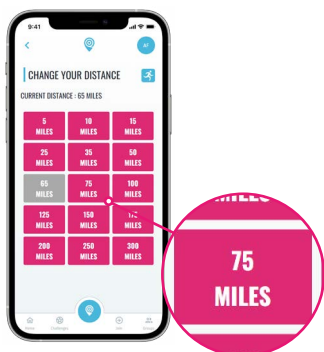 9:41
CHANGE YOUR DISTANCE
CURRENT DISTANCE : 65 MILES
5 MILES
10 MILES
15 MILES
25 MILES
35 MILES
50 MILES
65 MILES
75 MILES
100 MILES
125 MILES
150 MILES
175 MILES
200 MILES
250 MILES
300 MILES
75
MILES